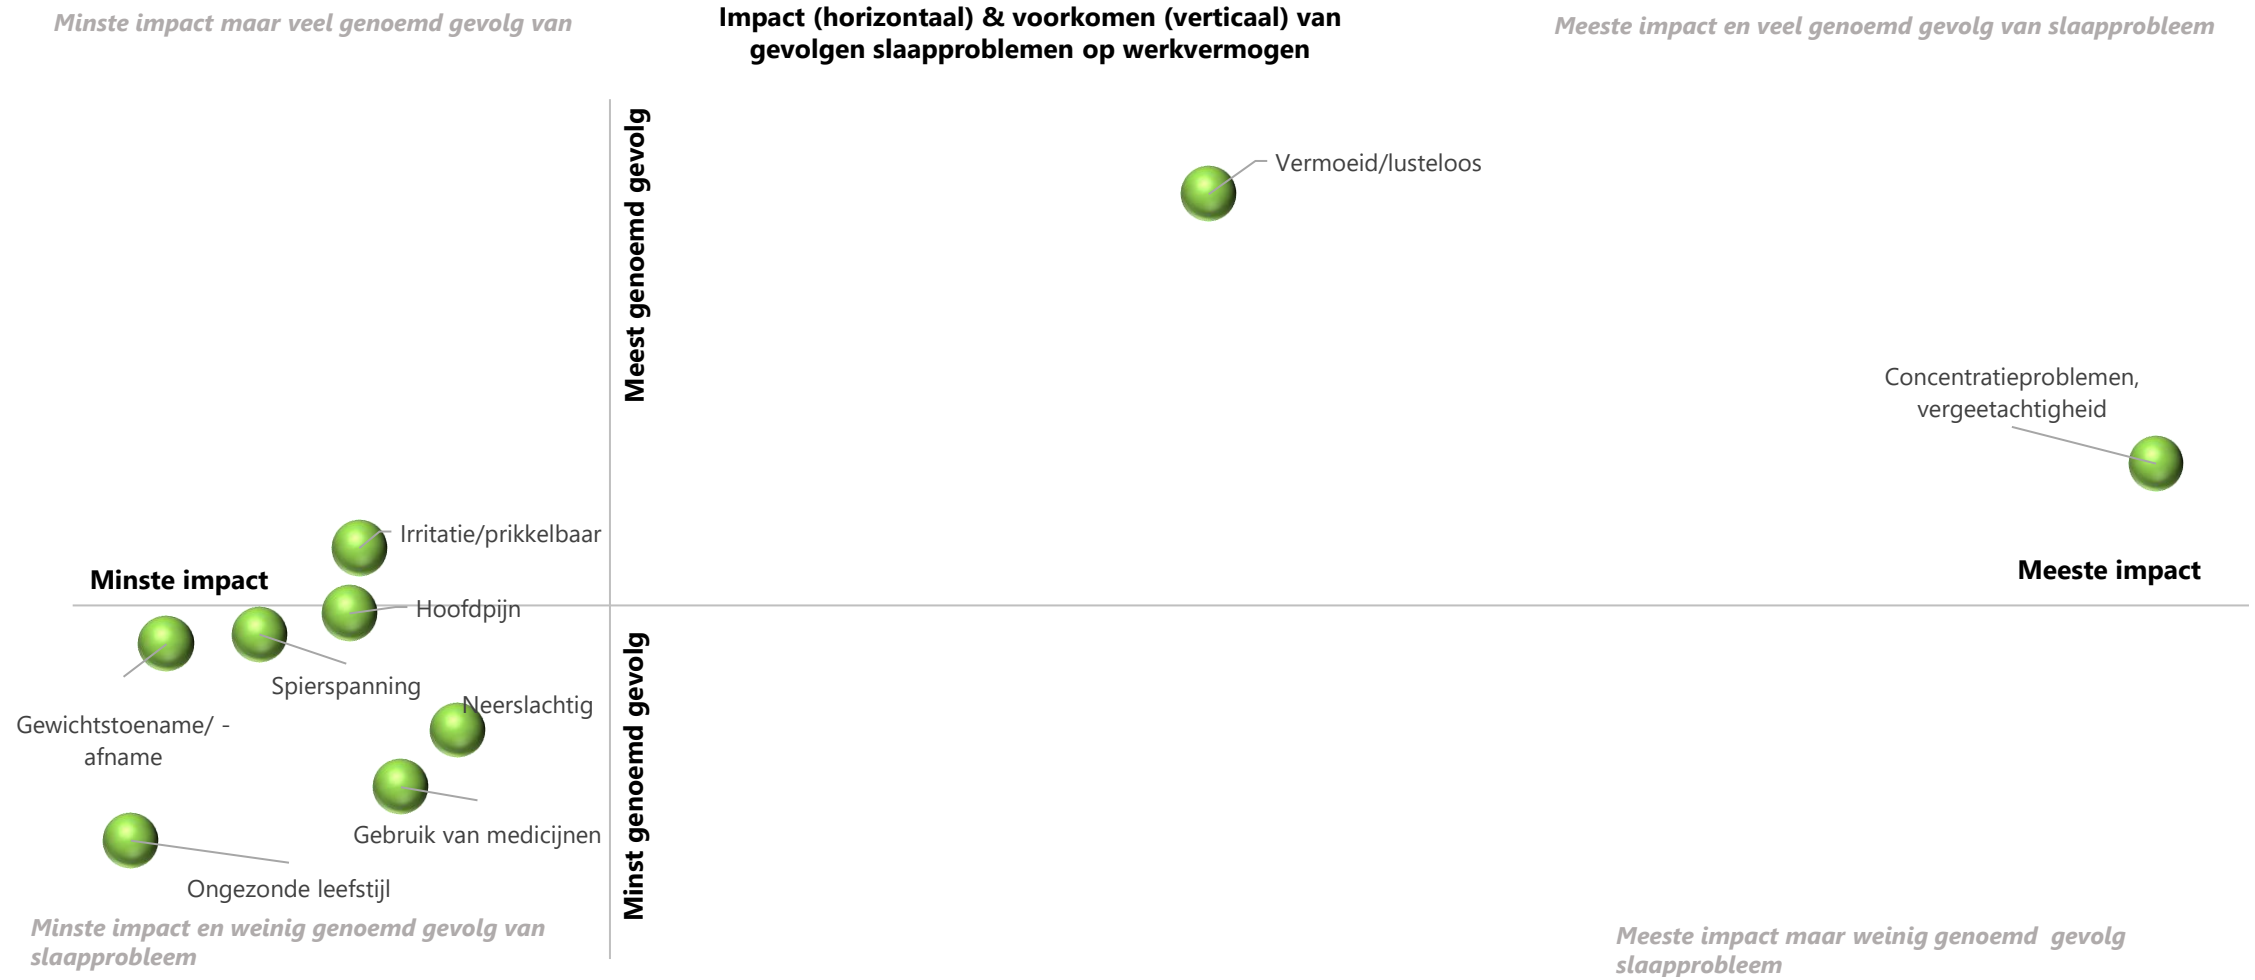 Minste impact maar veel genoemd gevolg van
Impact (horizontaal) & voorkomen (verticaal) van
gevolgen slaapproblemen op werkvermogen
Meeste impact en veel genoemd gevolg van slaapprobleem
Meest genoemd gevolg
Vermoeid/lusteloos
Concentratieproblemen,
vergeetachtigheid
Irritatie/prikkelbaar
Minste impact
Meeste impact
Hoofdpijn
Spierspanning
Neerslachtig
Gewichtstoename/ -
afname
Minst genoemd gevolg
Gebruik van medicijnen
Ongezonde leefstijl
Minste impact en weinig genoemd gevolg van
slaapprobleem
Meeste impact maar weinig genoemd  gevolg
slaapprobleem